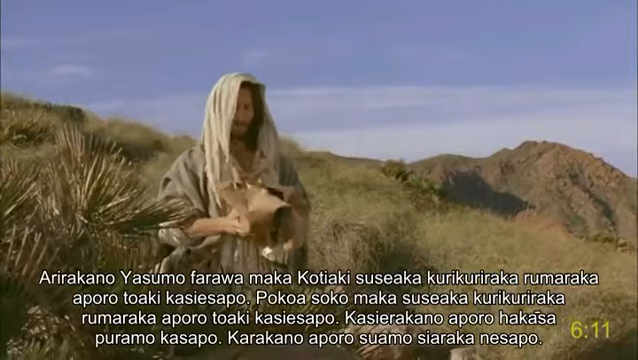 Arirakano Yasumo farawa maka Kotiaki suseaka kurikuriraka rumaraka
aporo toaki kasiesapo. Pokoa soko maka suseaka kurikuriraka
rumaraka aporo toaki kasiesapo. Kasierakano aporo hakāsa
puramo kasapo. Karakano aporo suamo siaraka nesapo.
6:11